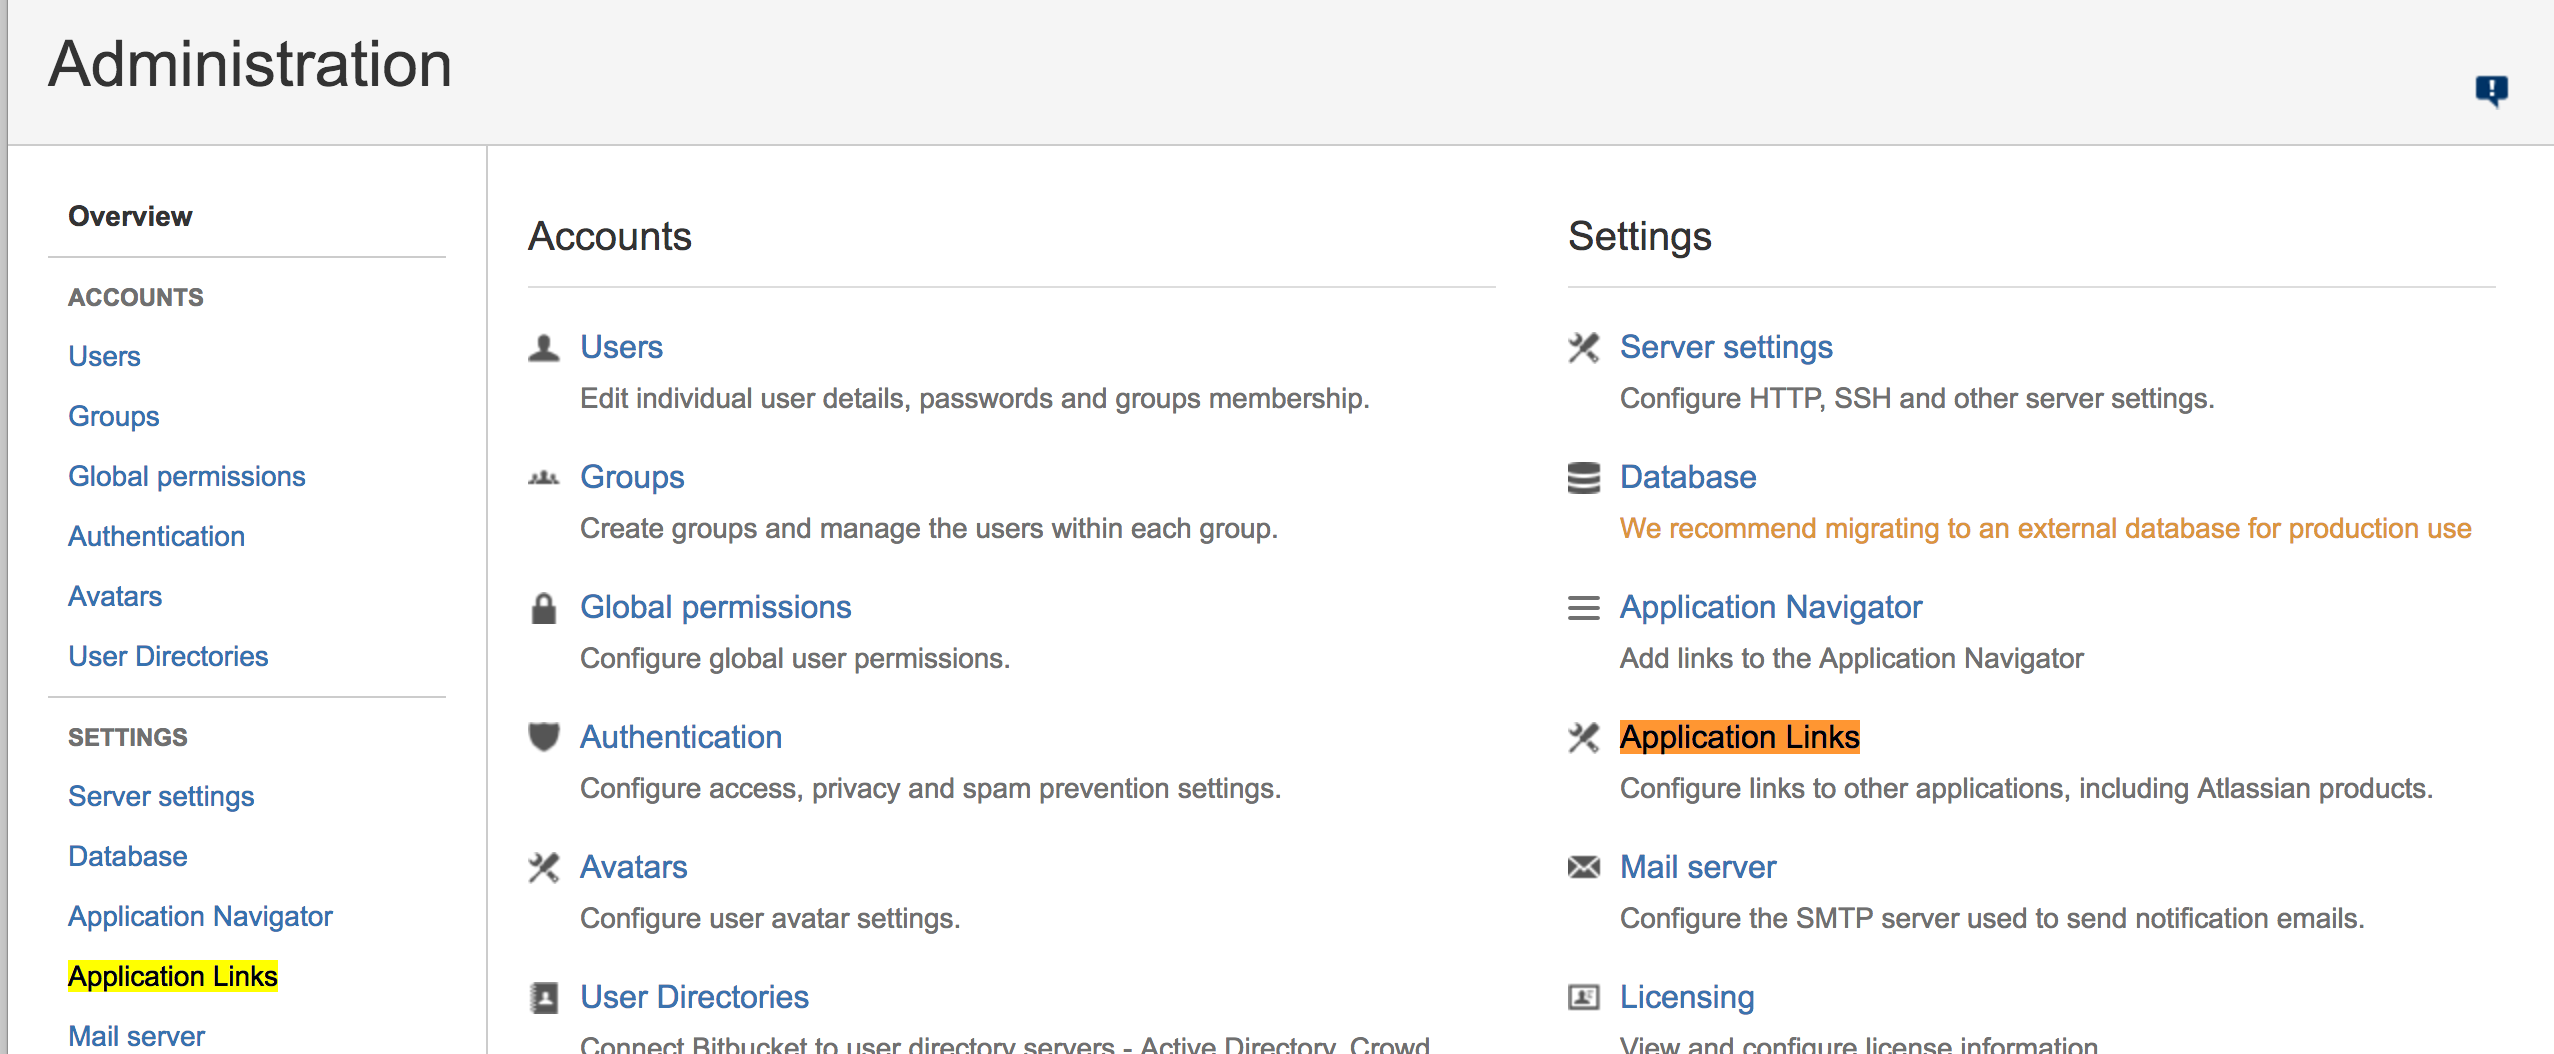 Administration
Overview
ACCOUNTS
Users
Groups
Global permissions
Authentication
Avatars
User Directories
SETTINGS
Server settings
Database
Application Navigator
Application Links
Mail server
Accounts
Users
Edit individual user details, passwords and groups membership.
Groups
Create groups and manage the users within each group.
Global permissions
Configure global user permissions.
Authentication
Configure access, privacy and spam prevention settings.
Avatars
Configure user avatar settings.
User Directories
Connect Bitbucket to user directory servers - Active Directory, Crowd
Settings
Server settings
Configure HTTP, SSH and other server settings.
Database
We recommend migrating to an external database for production use
Application Navigator
Add links to the Application Navigator
Application Links
Configure links to other applications, including Atlassian products.
Mail server
Configure the SMTP server used to send notification emails.
Licensing
View and configure license information